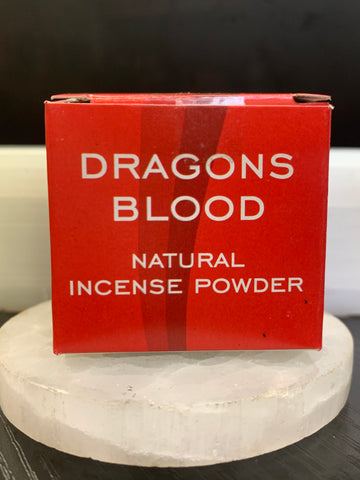 DRAGONS
BLOOD
NATURAL
INCENSE POWDER